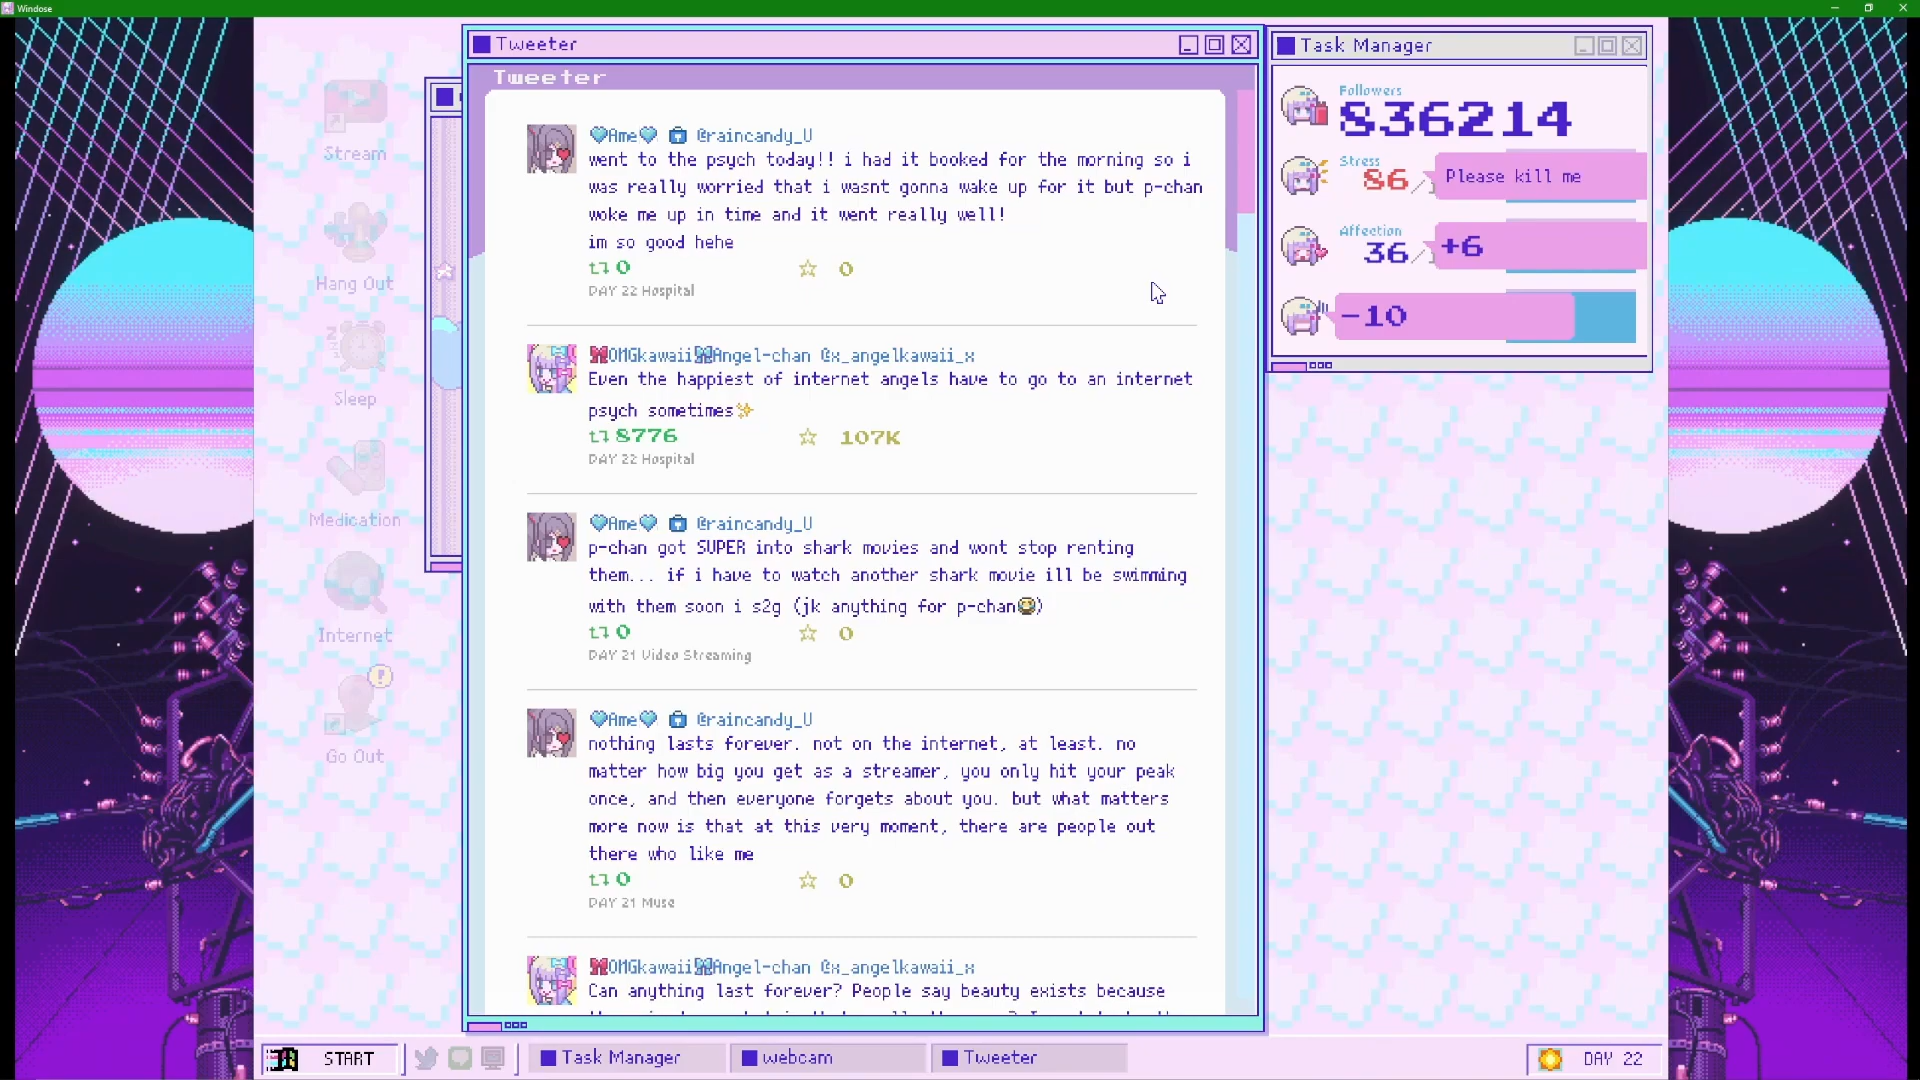 Windose
Stream
Hang Out
Sleep
Medication
Internet
Go Out
Tweeter
Tweeter
Ame @raincandy_U
went to the psych today!! i had it booked for the morning so i
was really worried that i wasnt gonna wake up for it but p-chan
woke me up in time and it went really well!
im so good hehe
0 0
DAY 22 Hospital
OMGkawaii Angel-chan @x_angelkawaii_x
Even the happiest of internet angels have to go to an internet
psych sometimes
8776 107K
DAY 22 Hospital
Ame @raincandy_U
p-chan got SUPER into shark movies and wont stop renting
them... if i have to watch another shark movie ill be swimming
with them soon i s2g (jk anything for p-chan)
0 0
DAY 21 Video Streaming
Ame @raincandy_U
nothing lasts forever. not on the internet, at least. no
matter how big you get as a streamer, you only hit your peak
once, and then everyone forgets about you. but what matters
more now is that at this very moment, there are people out
there who like me
0 0
DAY 21 Muse
OMGkawaii Angel-chan @x_angelkawaii_x
Can anything last forever? People say beauty exists because
Task Manager
Followers
836214
Stress
86/ Please kill me
Affection
36/ +6
-10
START
Task Manager
webcam
Tweeter
DAY 22